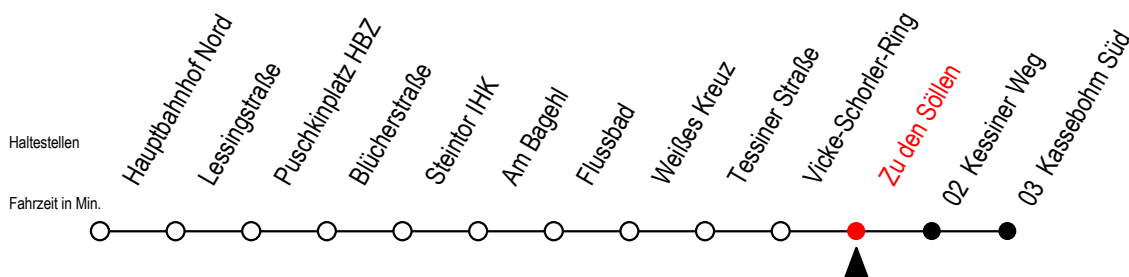 Haltestellen
Fahrzeit in Min.
Hauptbahnhof Nord
Lessingstraße
Puschkinplatz HBZ
Blücherstraße
Steintor IHK
Am Bagehl
Flussbad
Weißes Kreuz
Tessiner Straße
Vicke-Schorler-Ring
Zu den Söllen
02 Kessiner Weg
03 Kassebohm Süd